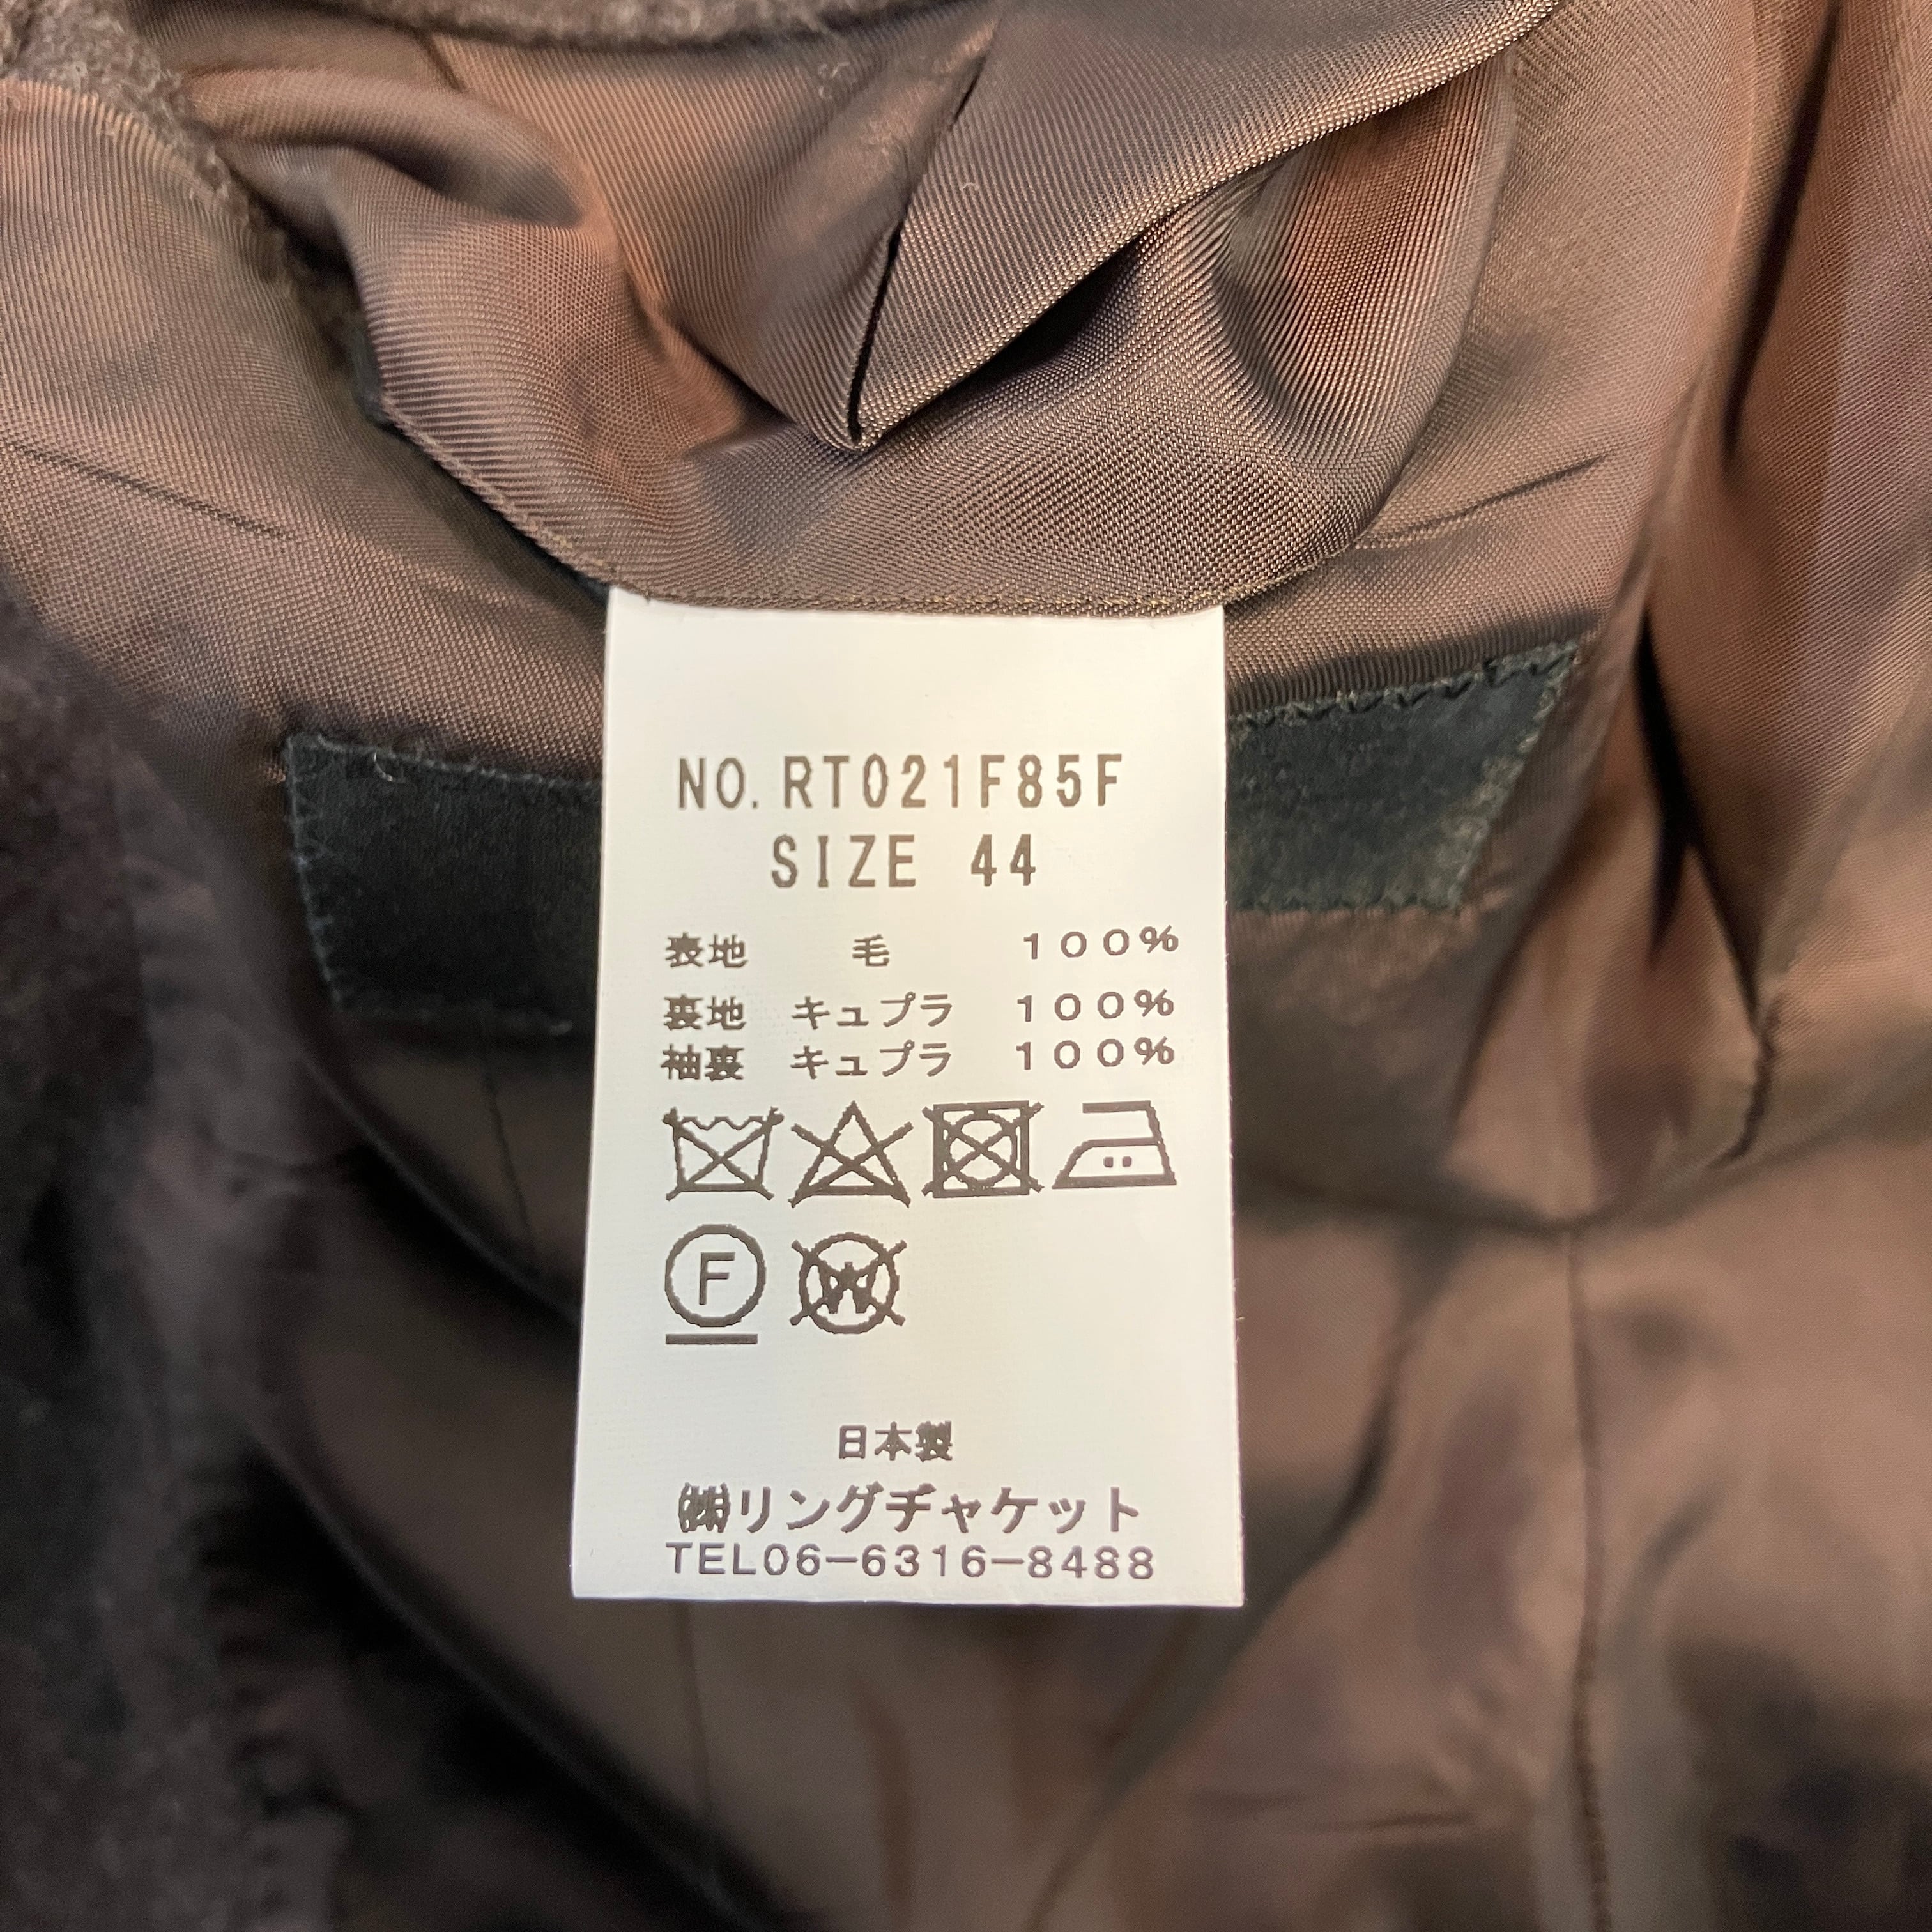 NO.RT021F85F
SIZE 44
表地 毛 100%
裏地 キュプラ 100%
袖裏 キュプラ 100%
F W
日本製
㈱リングヂャケット
TEL06-6316-8488